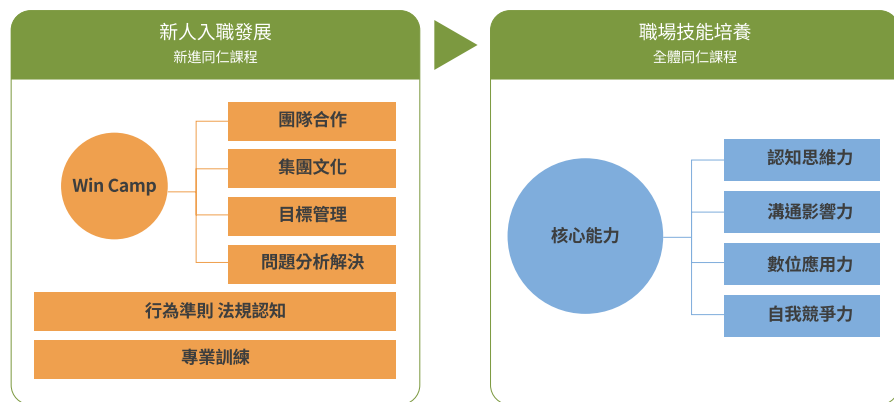 新人入職發展
新進同仁課程
Win Camp
團隊合作
集團文化
目標管理
問題分析解決
行為準則 法規認知
專業訓練
職場技能培養
全體同仁課程
核心能力
認知思維力
溝通影響力
數位應用力
自我競爭力